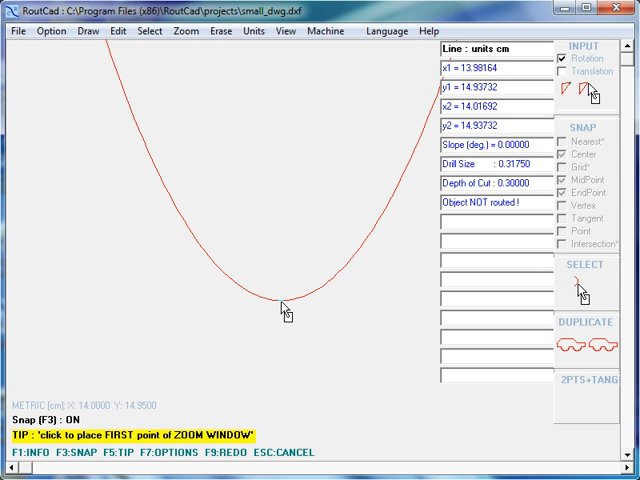 RoutCad : C:\Program Files (x86)\RoutCad\projects\small_dwg.dxf
File Option Draw Edit Select Zoom Erase Units View Machine Language Help
Line : units cm
x1 = 13.98164
y1 = 14.93732
x2 = 14.01692
y2 = 14.93732
Slope (deg.) = 0.00000
Drill Size : 0.31750
Depth of Cut : 0.30000
Object NOT routed !
INPUT
Rotation
Translation
SNAP
Nearest*
Center
Grid*
MidPoint
EndPoint
Vertex
Tangent
Point
Intersection*
SELECT
DUPLICATE
2PTS+TANG
METRIC [cm]: X: 14.0000 Y: 14.9500
Snap (F3) : ON
TIP : 'click to place FIRST point of ZOOM WINDOW'
F1:INFO F3:SNAP F5:TIP F7:OPTIONS F9:REDO ESC:CANCEL